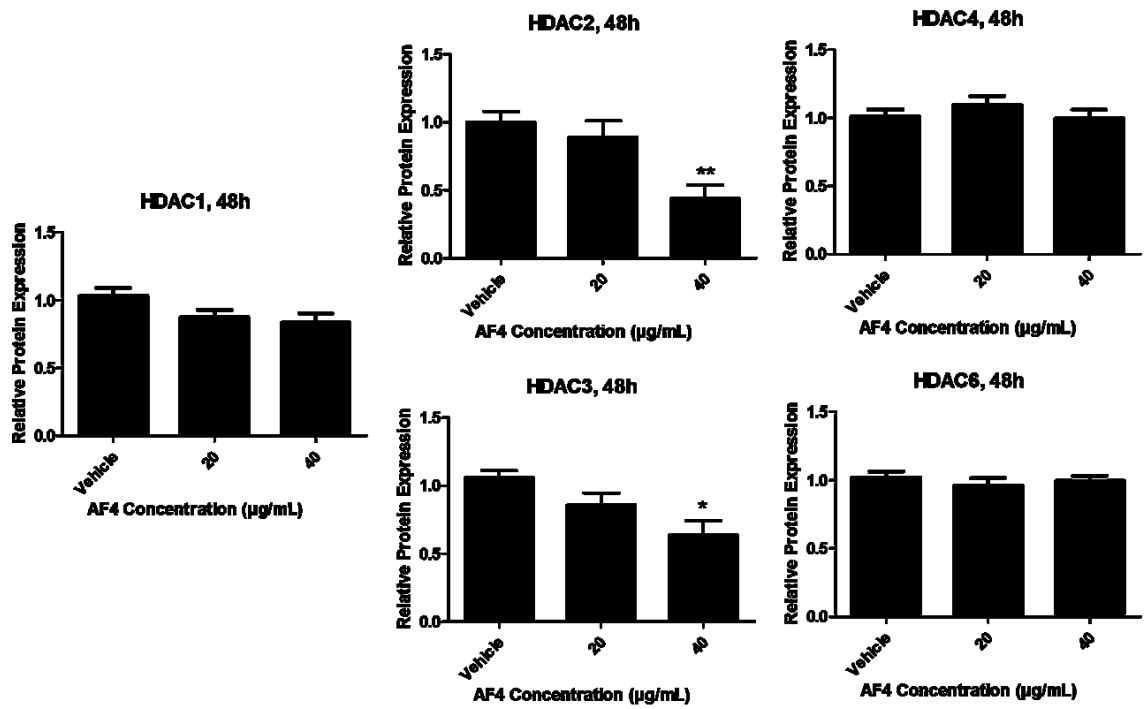 HDAC1, 48h
Relative Protein Expression
1.5
1.0
0.5
0.0
Vehicle
20
40
AF4 Concentration (µg/mL)
HDAC2, 48h
Relative Protein Expression
1.5
1.0
0.5
0.0
**
Vehicle
20
40
AF4 Concentration (µg/mL)
HDAC3, 48h
Relative Protein Expression
1.5
1.0
0.5
0.0
*
Vehicle
20
40
AF4 Concentration (µg/mL)
HDAC4, 48h
Relative Protein Expression
1.5
1.0
0.5
0.0
Vehicle
20
40
AF4 Concentration (µg/mL)
HDAC6, 48h
Relative Protein Expression
1.5
1.0
0.5
0.0
Vehicle
20
40
AF4 Concentration (µg/mL)